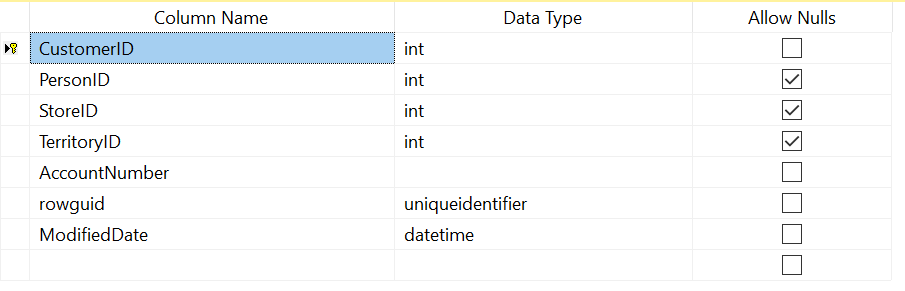 Column Name Data Type Allow Nulls
CustomerID int
PersonID int
StoreID int
TerritoryID int
AccountNumber
rowguid uniqueidentifier
ModifiedDate datetime